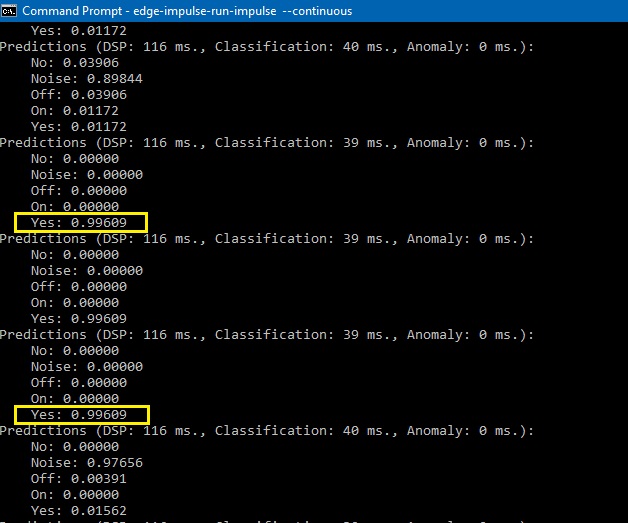 Command Prompt - edge-impulse-run-impulse --continuous
Yes: 0.01172
Predictions (DSP: 116 ms., Classification: 40 ms., Anomaly: 0 ms.):
No: 0.03906
Noise: 0.89844
Off: 0.03906
On: 0.01172
Yes: 0.01172
Predictions (DSP: 116 ms., Classification: 39 ms., Anomaly: 0 ms.):
No: 0.00000
Noise: 0.00000
Off: 0.00000
On: 0.00000
Yes: 0.99609
Predictions (DSP: 116 ms., Classification: 39 ms., Anomaly: 0 ms.):
No: 0.00000
Noise: 0.00000
Off: 0.00000
On: 0.00000
Yes: 0.99609
Predictions (DSP: 116 ms., Classification: 39 ms., Anomaly: 0 ms.):
No: 0.00000
Noise: 0.00000
Off: 0.00000
On: 0.00000
Yes: 0.99609
Predictions (DSP: 116 ms., Classification: 40 ms., Anomaly: 0 ms.):
No: 0.00000
Noise: 0.97656
Off: 0.00391
On: 0.00000
Yes: 0.01562